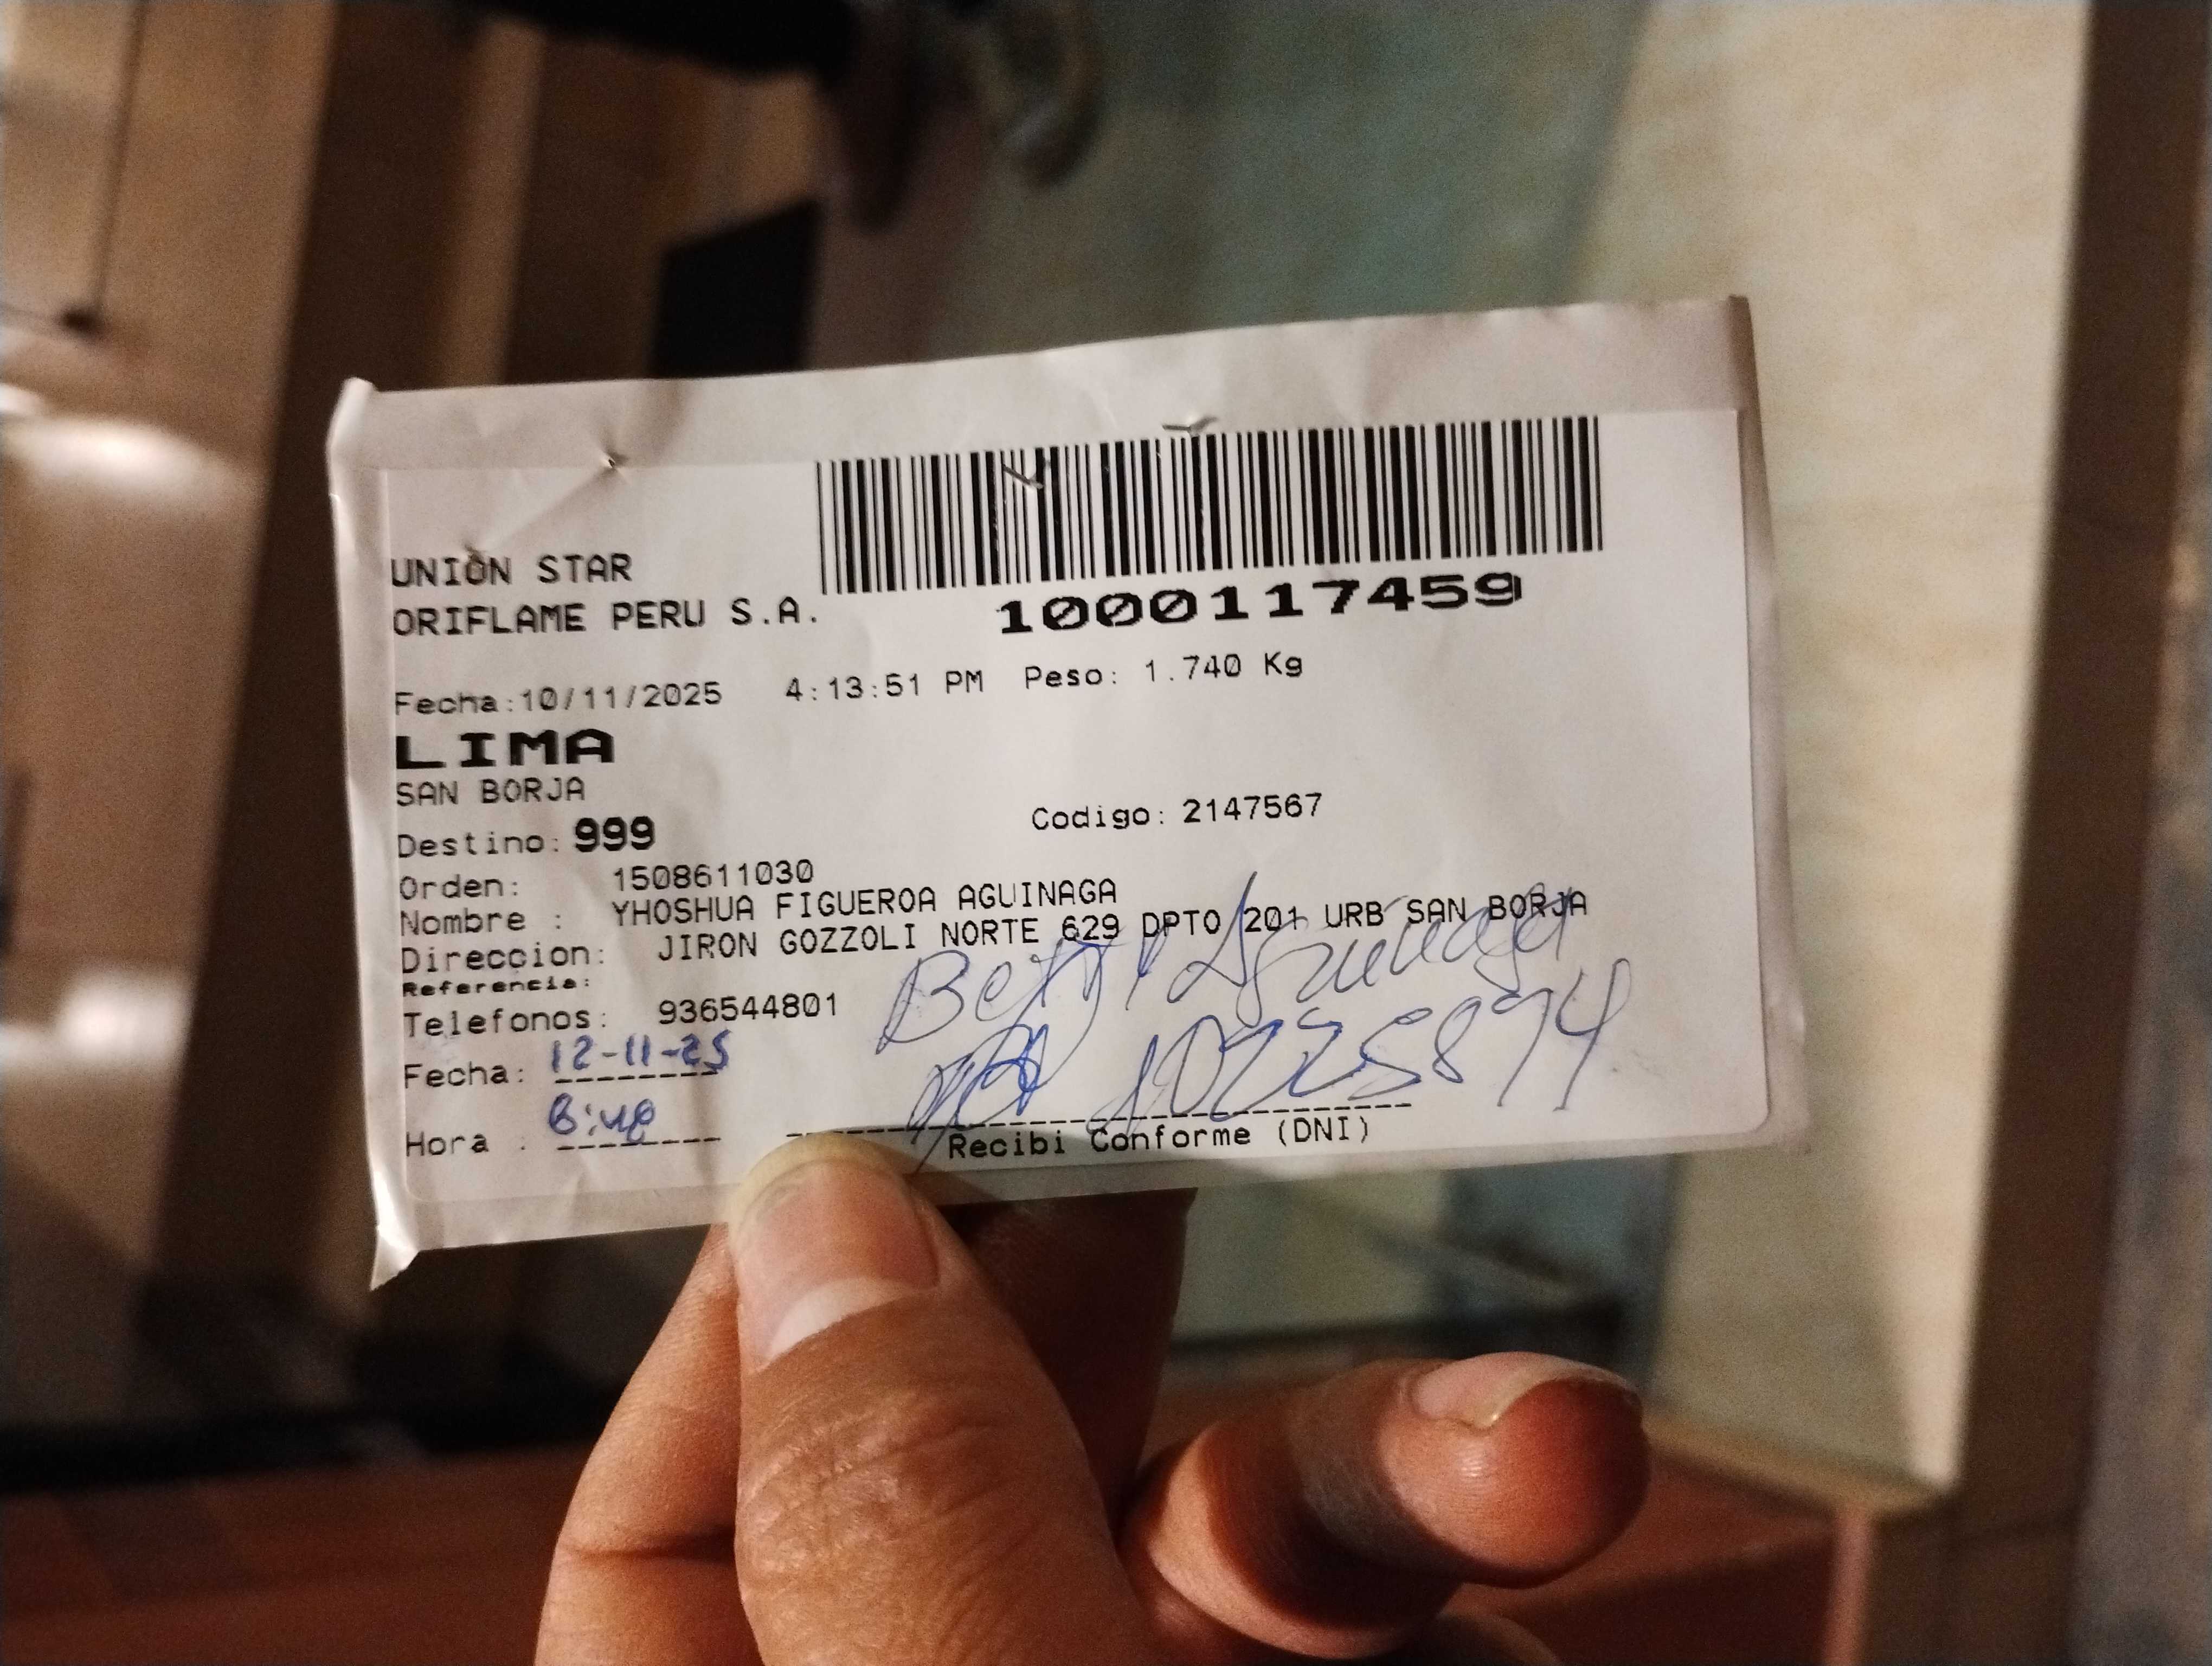 UNION STAR
ORIFLAME PERU S.A.
1000117459
Fecha:10/11/2025 4:13:51 PM Peso: 1.740 Kg
LIMA
SAN BORJA
Destino: 999 Codigo: 2147567
Orden: 1508611030
Nombre : YHOSHUA FIGUEROA AGUINAGA
Direccion: JIRON GOZZOLI NORTE 629 DPTO 201 URB SAN BORJA
Referencia:
Telefonos: 936544801
Fecha: 12-11-25
Hora :
Recibi Conforme (DNI)